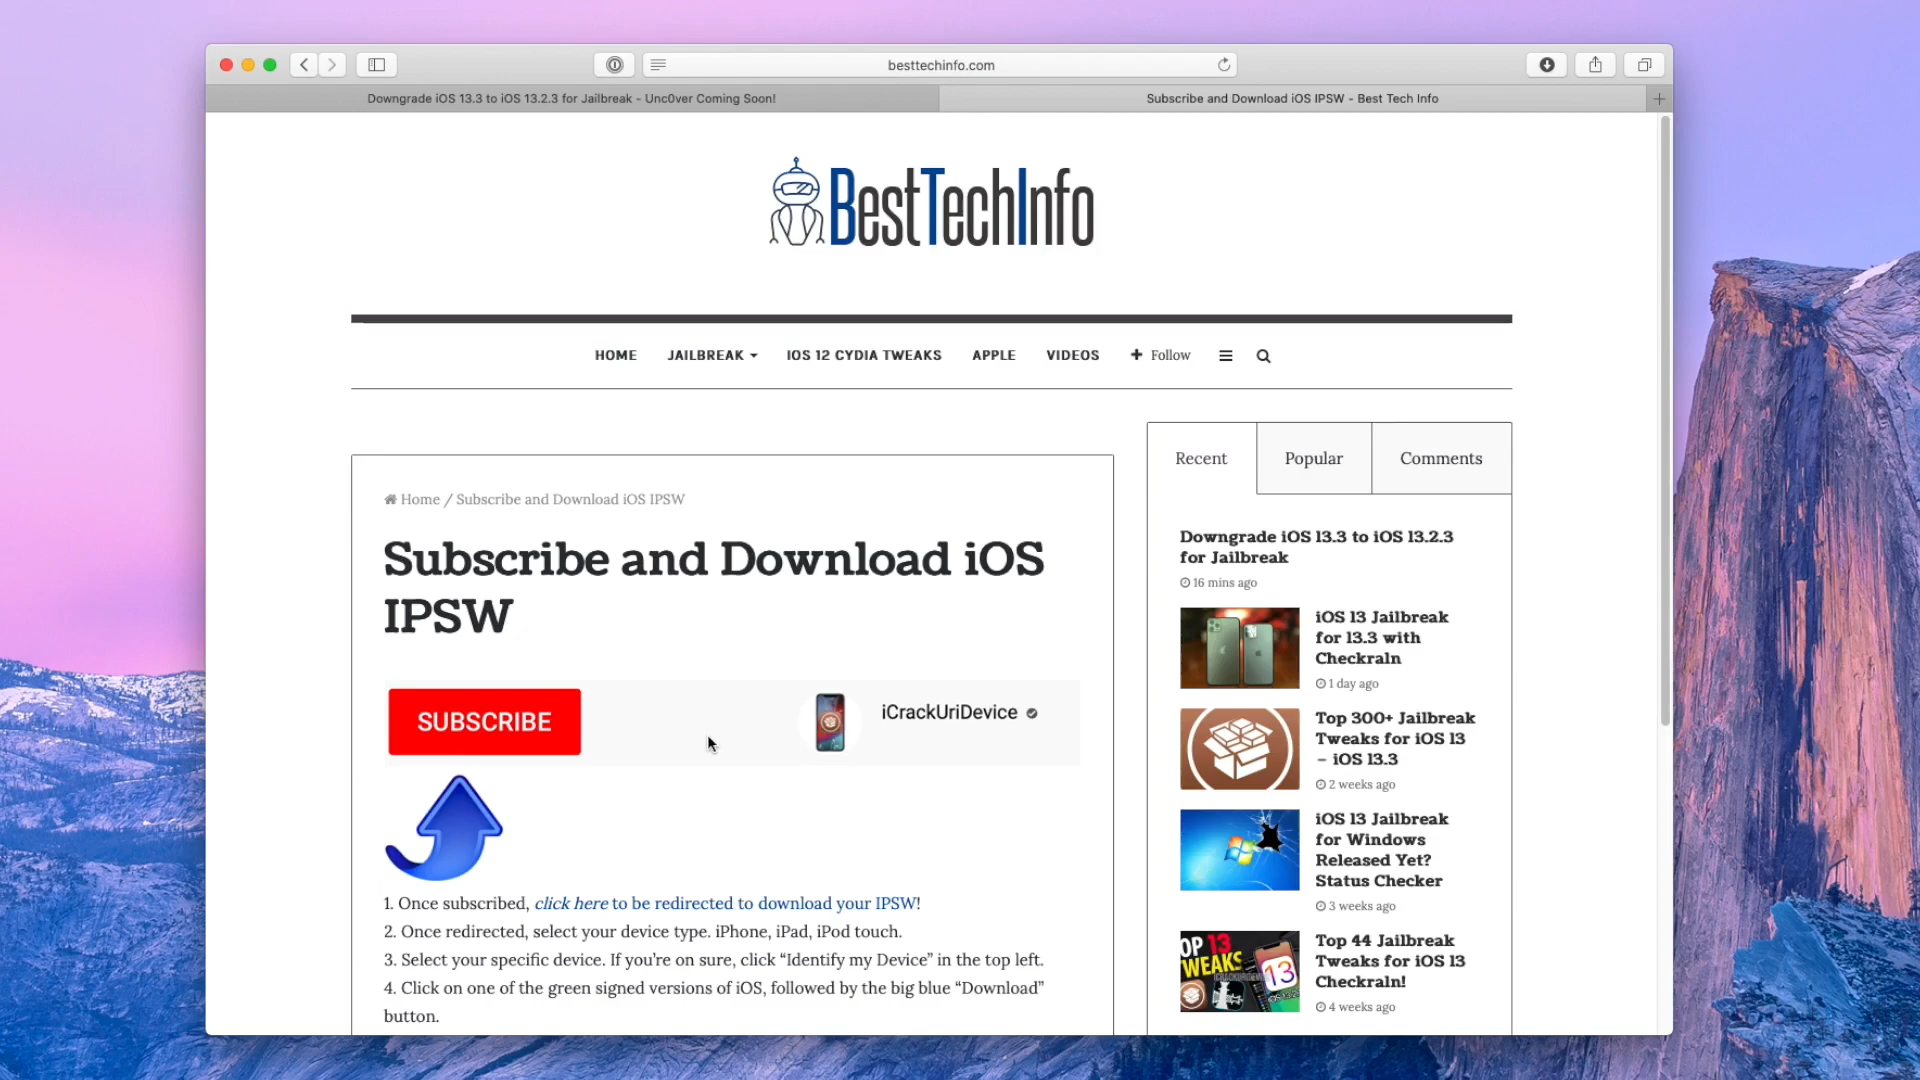 besttechinfo.com
Downgrade iOS 13.3 to iOS 13.2.3 for Jailbreak - Unc0ver Coming Soon!
Subscribe and Download iOS IPSW - Best Tech Info
BestTechInfo
HOME
JAILBREAK
IOS 12 CYDIA TWEAKS
APPLE
VIDEOS
Follow
Home / Subscribe and Download iOS IPSW
Subscribe and Download iOS
IPSW
SUBSCRIBE
iCrackUriDevice
1. Once subscribed, click here to be redirected to download your IPSW!
2. Once redirected, select your device type. iPhone, iPad, iPod touch.
3. Select your specific device. If you're on sure, click “Identify my Device” in the top left.
4. Click on one of the green signed versions of iOS, followed by the big blue “Download”
button.
Recent
Popular
Comments
Downgrade iOS 13.3 to iOS 13.2.3
for Jailbreak
16 mins ago
iOS 13 Jailbreak
for 13.3 with
Checkra1n
1 day ago
Top 300+ Jailbreak
Tweaks for iOS 13
– iOS 13.3
2 weeks ago
iOS 13 Jailbreak
for Windows
Released Yet?
Status Checker
3 weeks ago
OP 13
TWEAKS
13
Top 44 Jailbreak
Tweaks for iOS 13
Checkra1n!
4 weeks ago